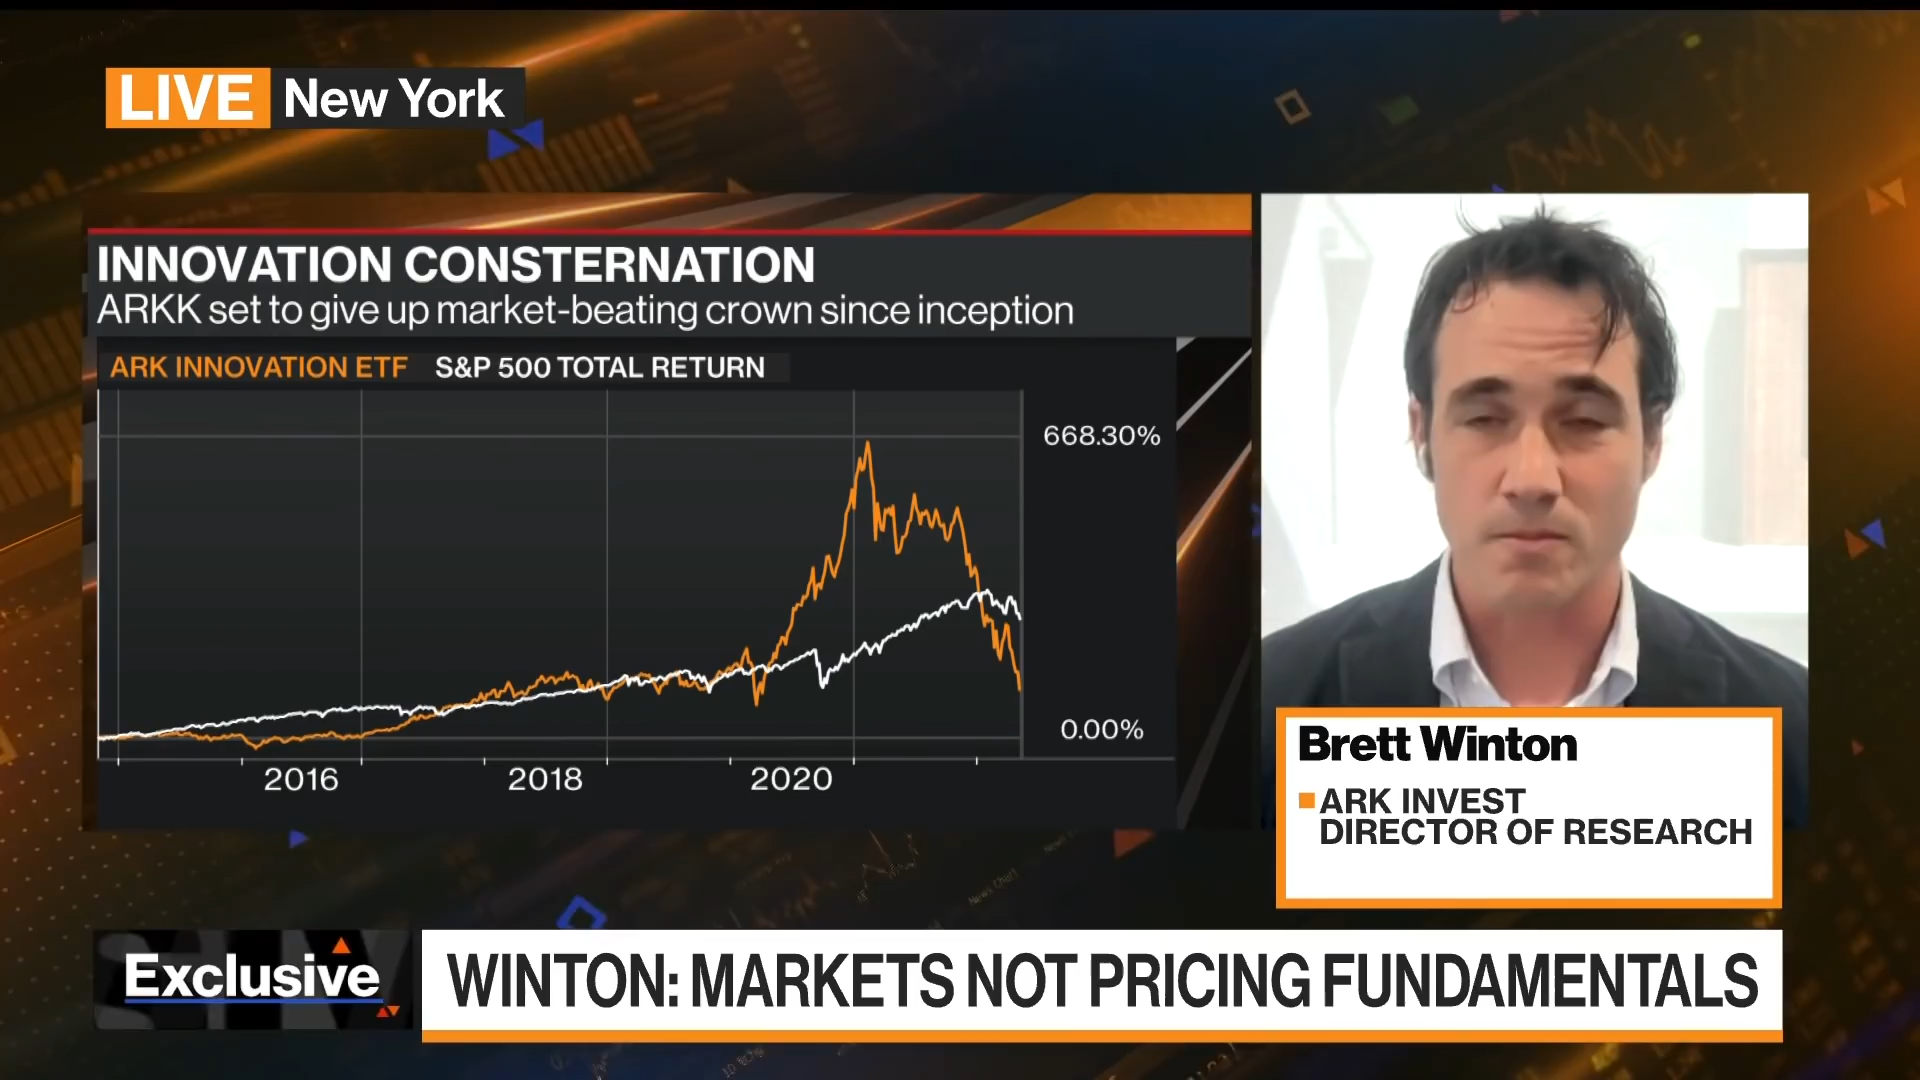 LIVE New York
INNOVATION CONSTERNATION
ARKK set to give up market-beating crown since inception
ARK INNOVATION ETF S&P 500 TOTAL RETURN
668.30%
0.00%
2016 2018 2020
Brett Winton
ARK INVEST
DIRECTOR OF RESEARCH
Exclusive
WINTON: MARKETS NOT PRICING FUNDAMENTALS